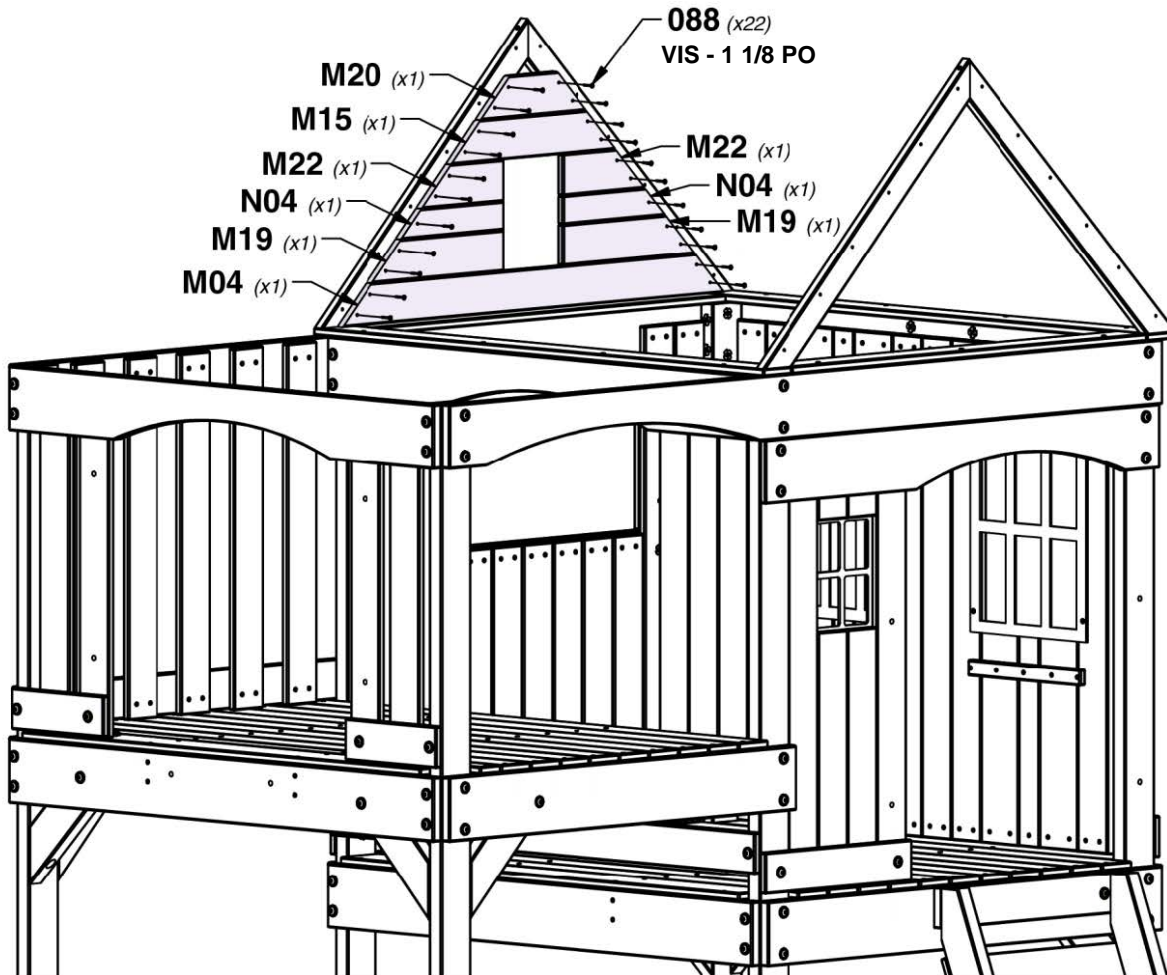 088 (x22)
VIS - 1 1/8 PO
M20 (x1)
M15 (x1)
M22 (x1)
N04 (x1)
M19 (x1)
M04 (x1)
M22 (x1)
N04 (x1)
M19 (x1)